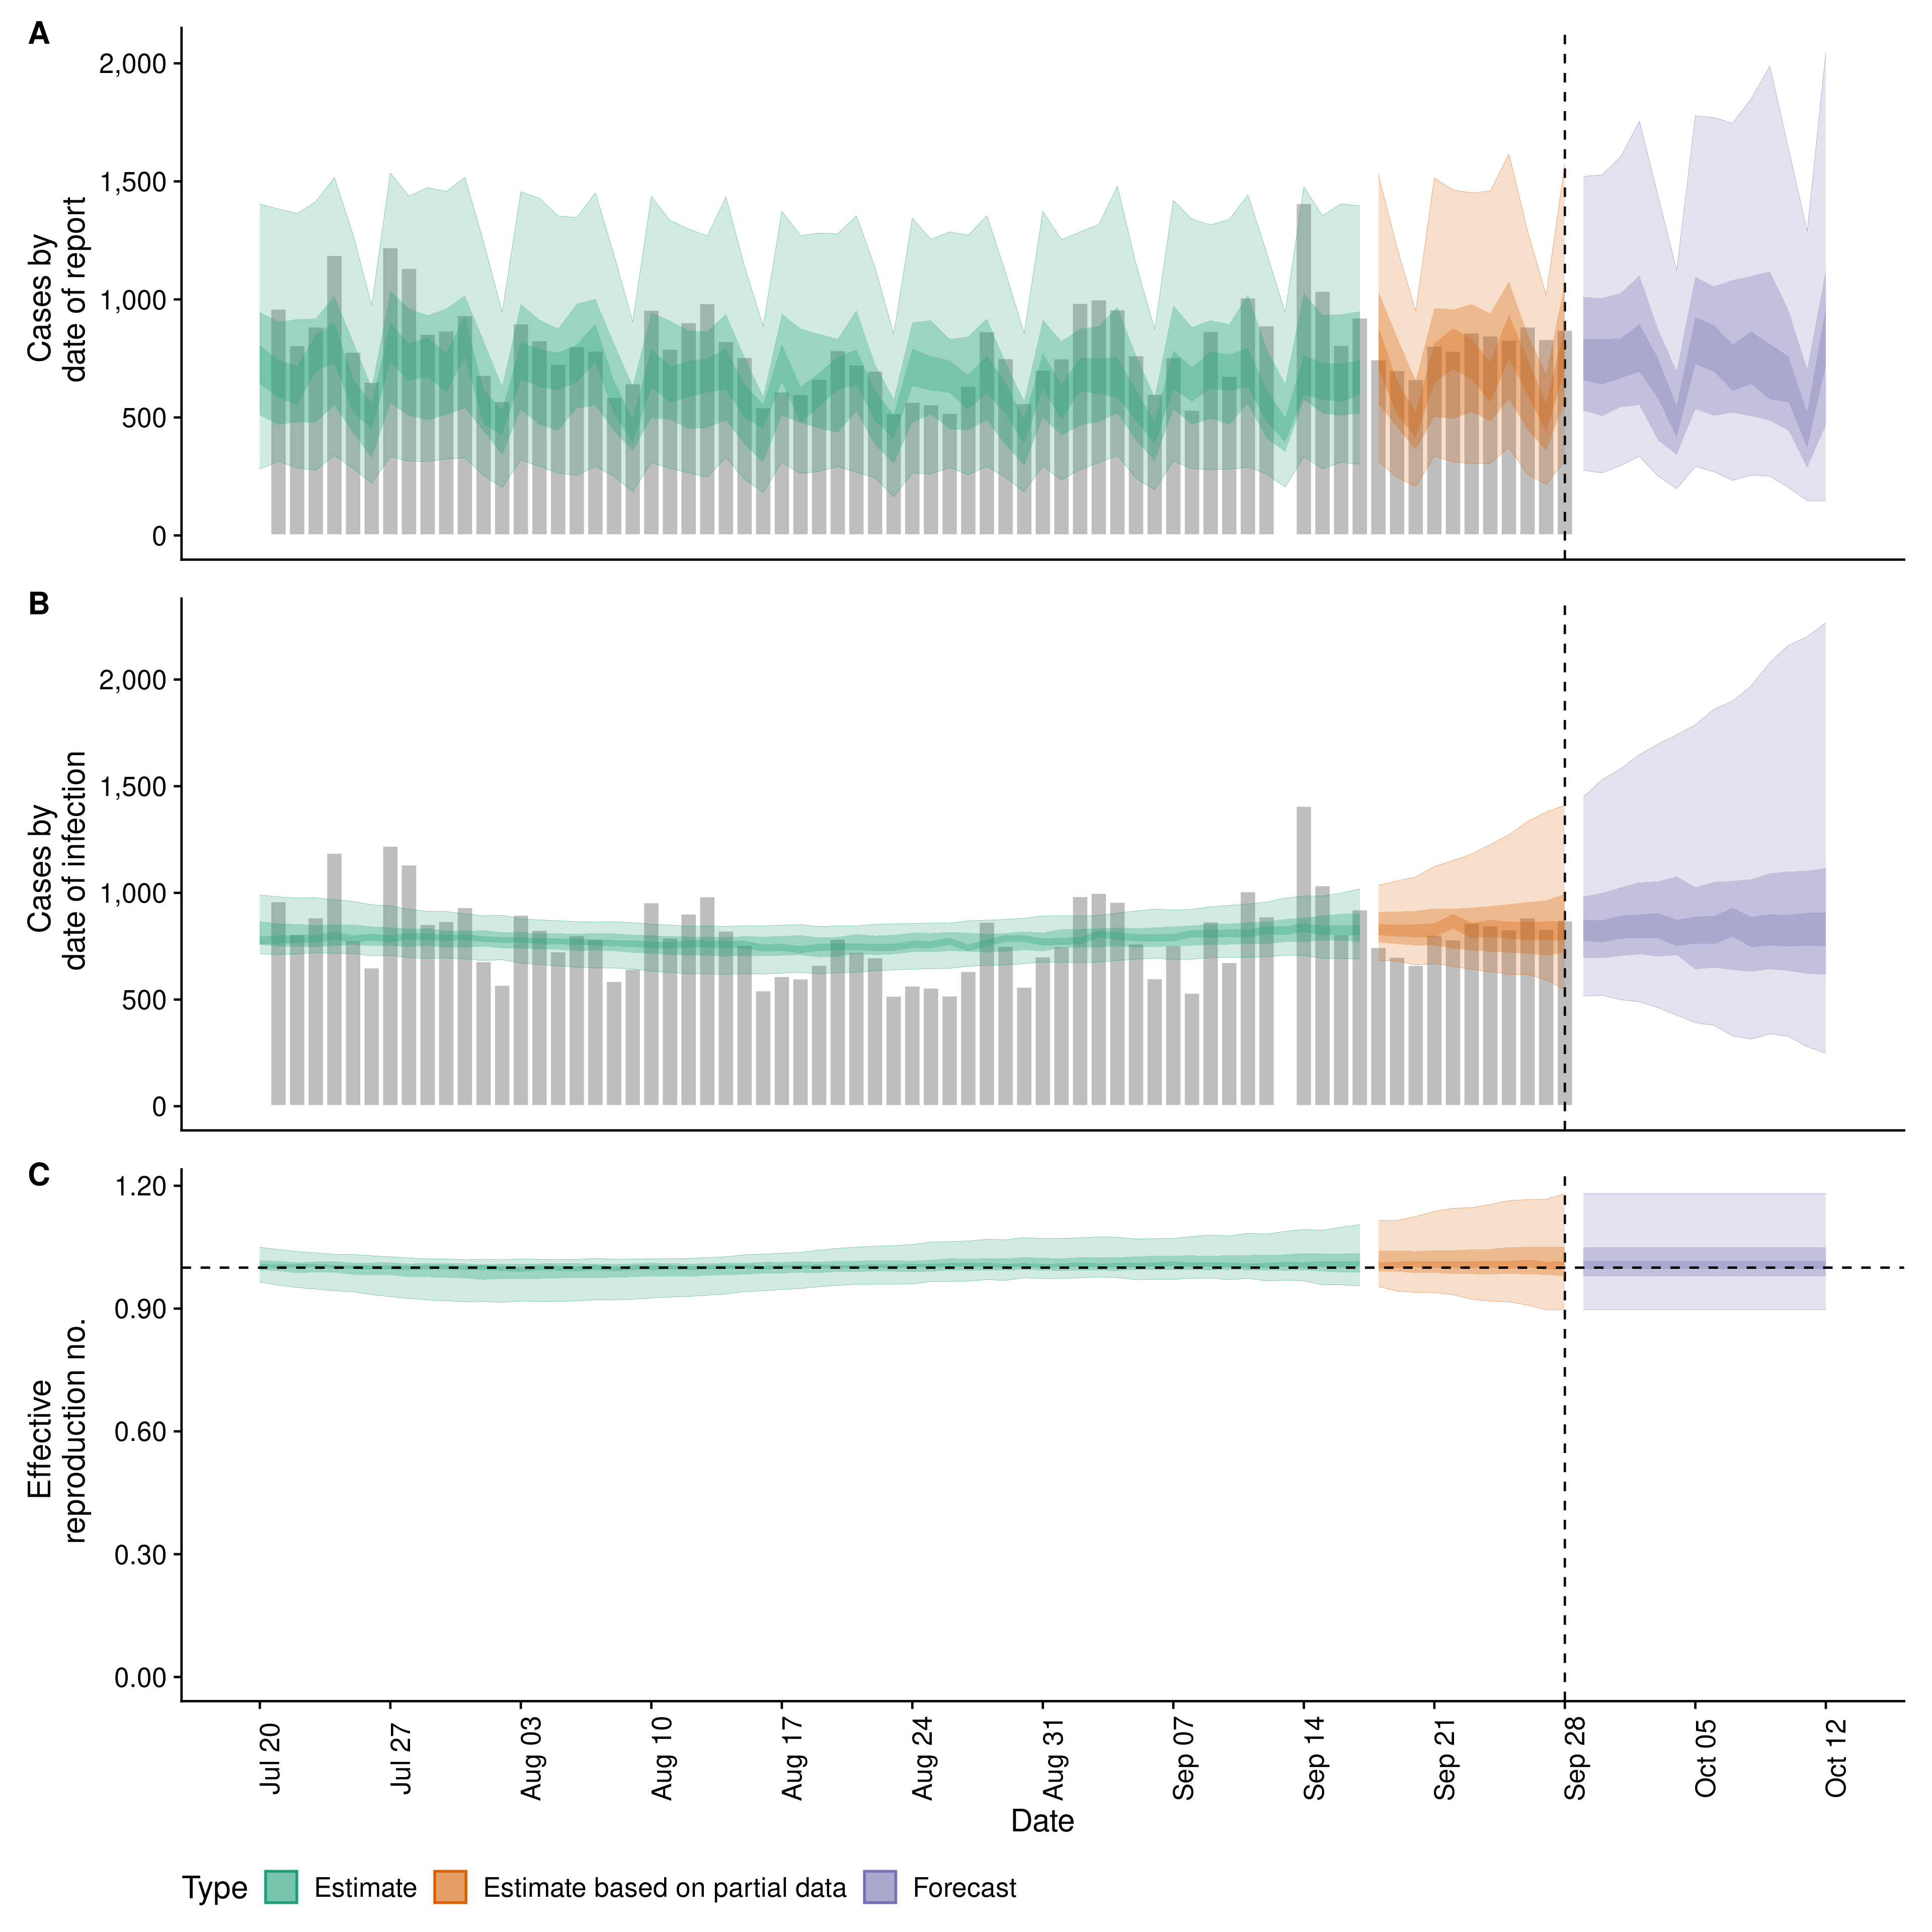 A
2,000
1,500
1,000
500
0
Cases by
date of report
B
2,000
1,500
1,000
500
0
Cases by
date of infection
C
1.20
0.90
0.60
0.30
0.00
Effective
reproduction no.
Jul 20
Jul 27
Aug 03
Aug 10
Aug 17
Aug 24
Aug 31
Sep 07
Sep 14
Sep 21
Sep 28
Oct 05
Oct 12
Date
Type Estimate Estimate based on partial data Forecast